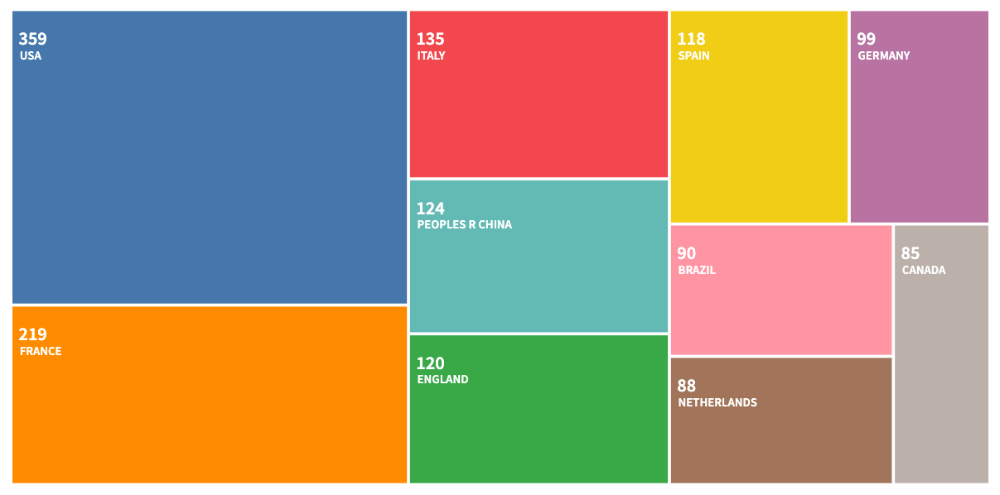 359
USA
219
FRANCE
135
ITALY
124
PEOPLES R CHINA
120
ENGLAND
118
SPAIN
99
GERMANY
90
BRAZIL
88
NETHERLANDS
85
CANADA